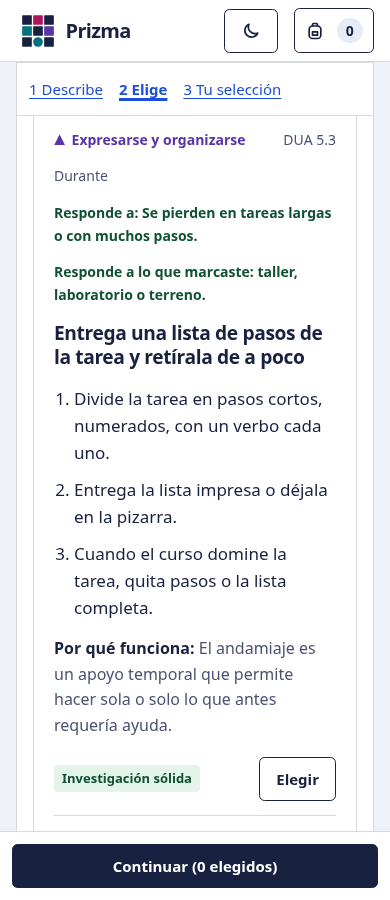 Prizma
0
1 Describe 2 Elige 3 Tu selección
Expresarse y organizarse DUA 5.3
Durante
Responde a: Se pierden en tareas largas
o con muchos pasos.
Responde a lo que marcaste: taller,
laboratorio o terreno.
Entrega una lista de pasos de
la tarea y retírala de a poco
1. Divide la tarea en pasos cortos,
numerados, con un verbo cada
uno.
2. Entrega la lista impresa o déjala
en la pizarra.
3. Cuando el curso domine la
tarea, quita pasos o la lista
completa.
Por qué funciona: El andamiaje es
un apoyo temporal que permite
hacer sola o solo lo que antes
requería ayuda.
Investigación sólida
Elegir
Continuar (0 elegidos)